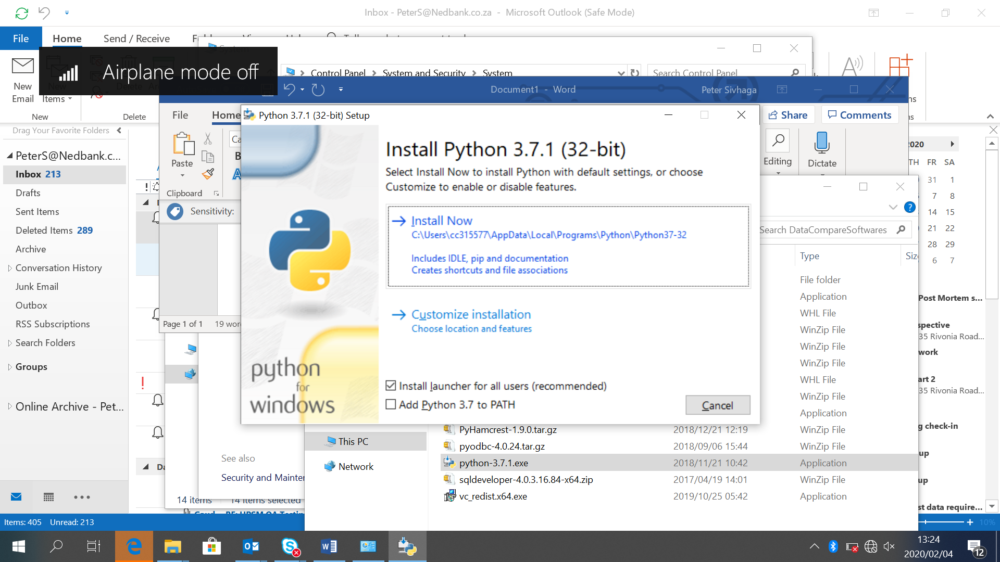 Inbox - PeterS@Nedbank.co.za - Microsoft Outlook (Safe Mode)
File
Home
Send / Receive
Airplane mode off
New
Email
New
Items
Delete
New
Delete
Control Panel
System and Security
System
Search Control Panel
Document1 - Word
Peter Sivhaga
File
Home
Share
Comments
Paste
Clipboard
Editing
Dictate
Sensitivity:
Page 1 of 1
Drag Your Favorite Folders
PeterS@Nedbank.c...
Inbox 213
Drafts
Sent Items
Deleted Items 289
Archive
Conversation History
Junk Email
Outbox
RSS Subscriptions
Search Folders
Groups
Online Archive - Pet...
Python 3.7.1 (32-bit) Setup
Install Python 3.7.1 (32-bit)
Select Install Now to install Python with default settings, or choose
Customize to enable or disable features.
Install Now
C:\Users\cc315577\AppData\Local\Programs\Python\Python37-32
Includes IDLE, pip and documentation
Creates shortcuts and file associations
Customize installation
Choose location and features
Install launcher for all users (recommended)
Add Python 3.7 to PATH
Cancel
python
for
windows
Search DataCompareSoftwares
Type
File folder
Application
WHL File
WinZip File
WinZip File
WinZip File
WHL File
WinZip File
Application
PyHamcrest-1.9.0.tar.gz 2018/12/21 12:19 WinZip File
pyodbc-4.0.24.tar.gz 2018/09/06 15:44 WinZip File
python-3.7.1.exe 2018/11/21 10:42 Application
sqldeveloper-4.0.3.16.84-x64.zip 2017/04/19 14:01 WinZip File
vc_redist.x64.exe 2019/10/25 05:42 Application
This PC
Network
See also
Security and Mainte
14 items
14 items selected
2020
TH FR SA
31 1
7 8
14 15
21 22
28 29
6 7
Post Mortem s...
35 Rivonia Road...
35 Rivonia Road...
check-in
data require...
Items: 405 Unread: 213
10%
13:24
2020/02/04
12